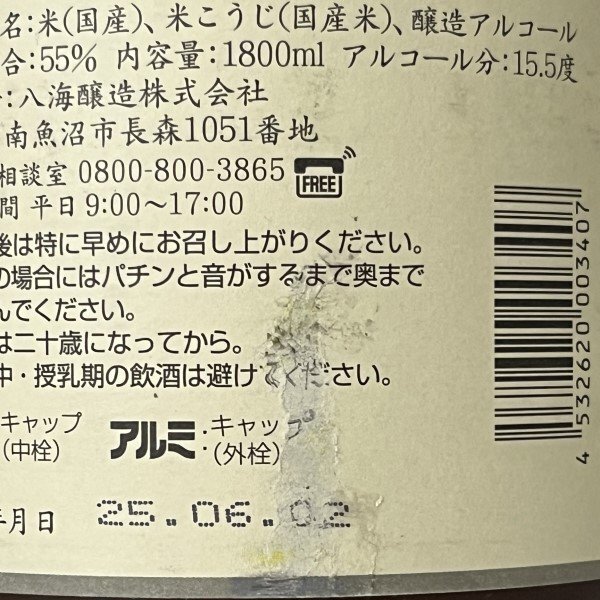 名:米(国産)、米こうじ(国産米)、醸造アルコール
合:55% 内容量:1800ml アルコール分:15.5度
:八海醸造株式会社
南魚沼市長森1051番地
相談室 0800-800-3865 FREE
間 平日 9:00〜17:00
後は特に早めにお召し上がりください。
の場合にはパチンと音がするまで奥まで
んでください。
は二十歳になってから。
中・授乳期の飲酒は避けてください。
キャップ
(中栓)
アルミ:キャップ
(外栓)
年月日 25.06.02
4 532620 003407